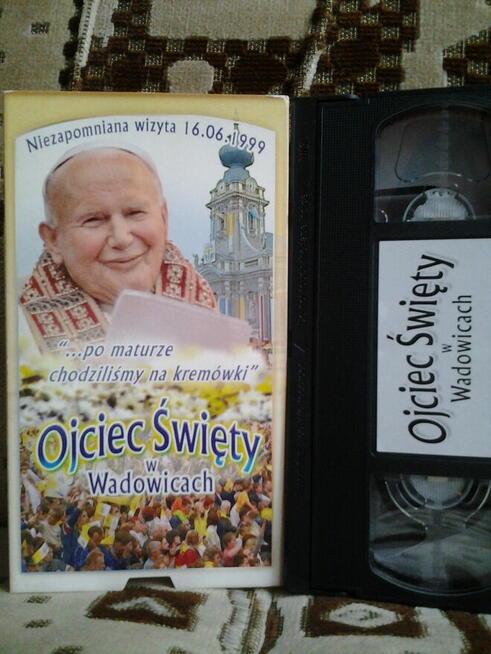 Niezapomniana wizyta 16.06.1999
"...po maturze
chodziliśmy na kremówki"
Ojciec Święty
w
Wadowicach
Ojciec Święty
w
Wadowicach